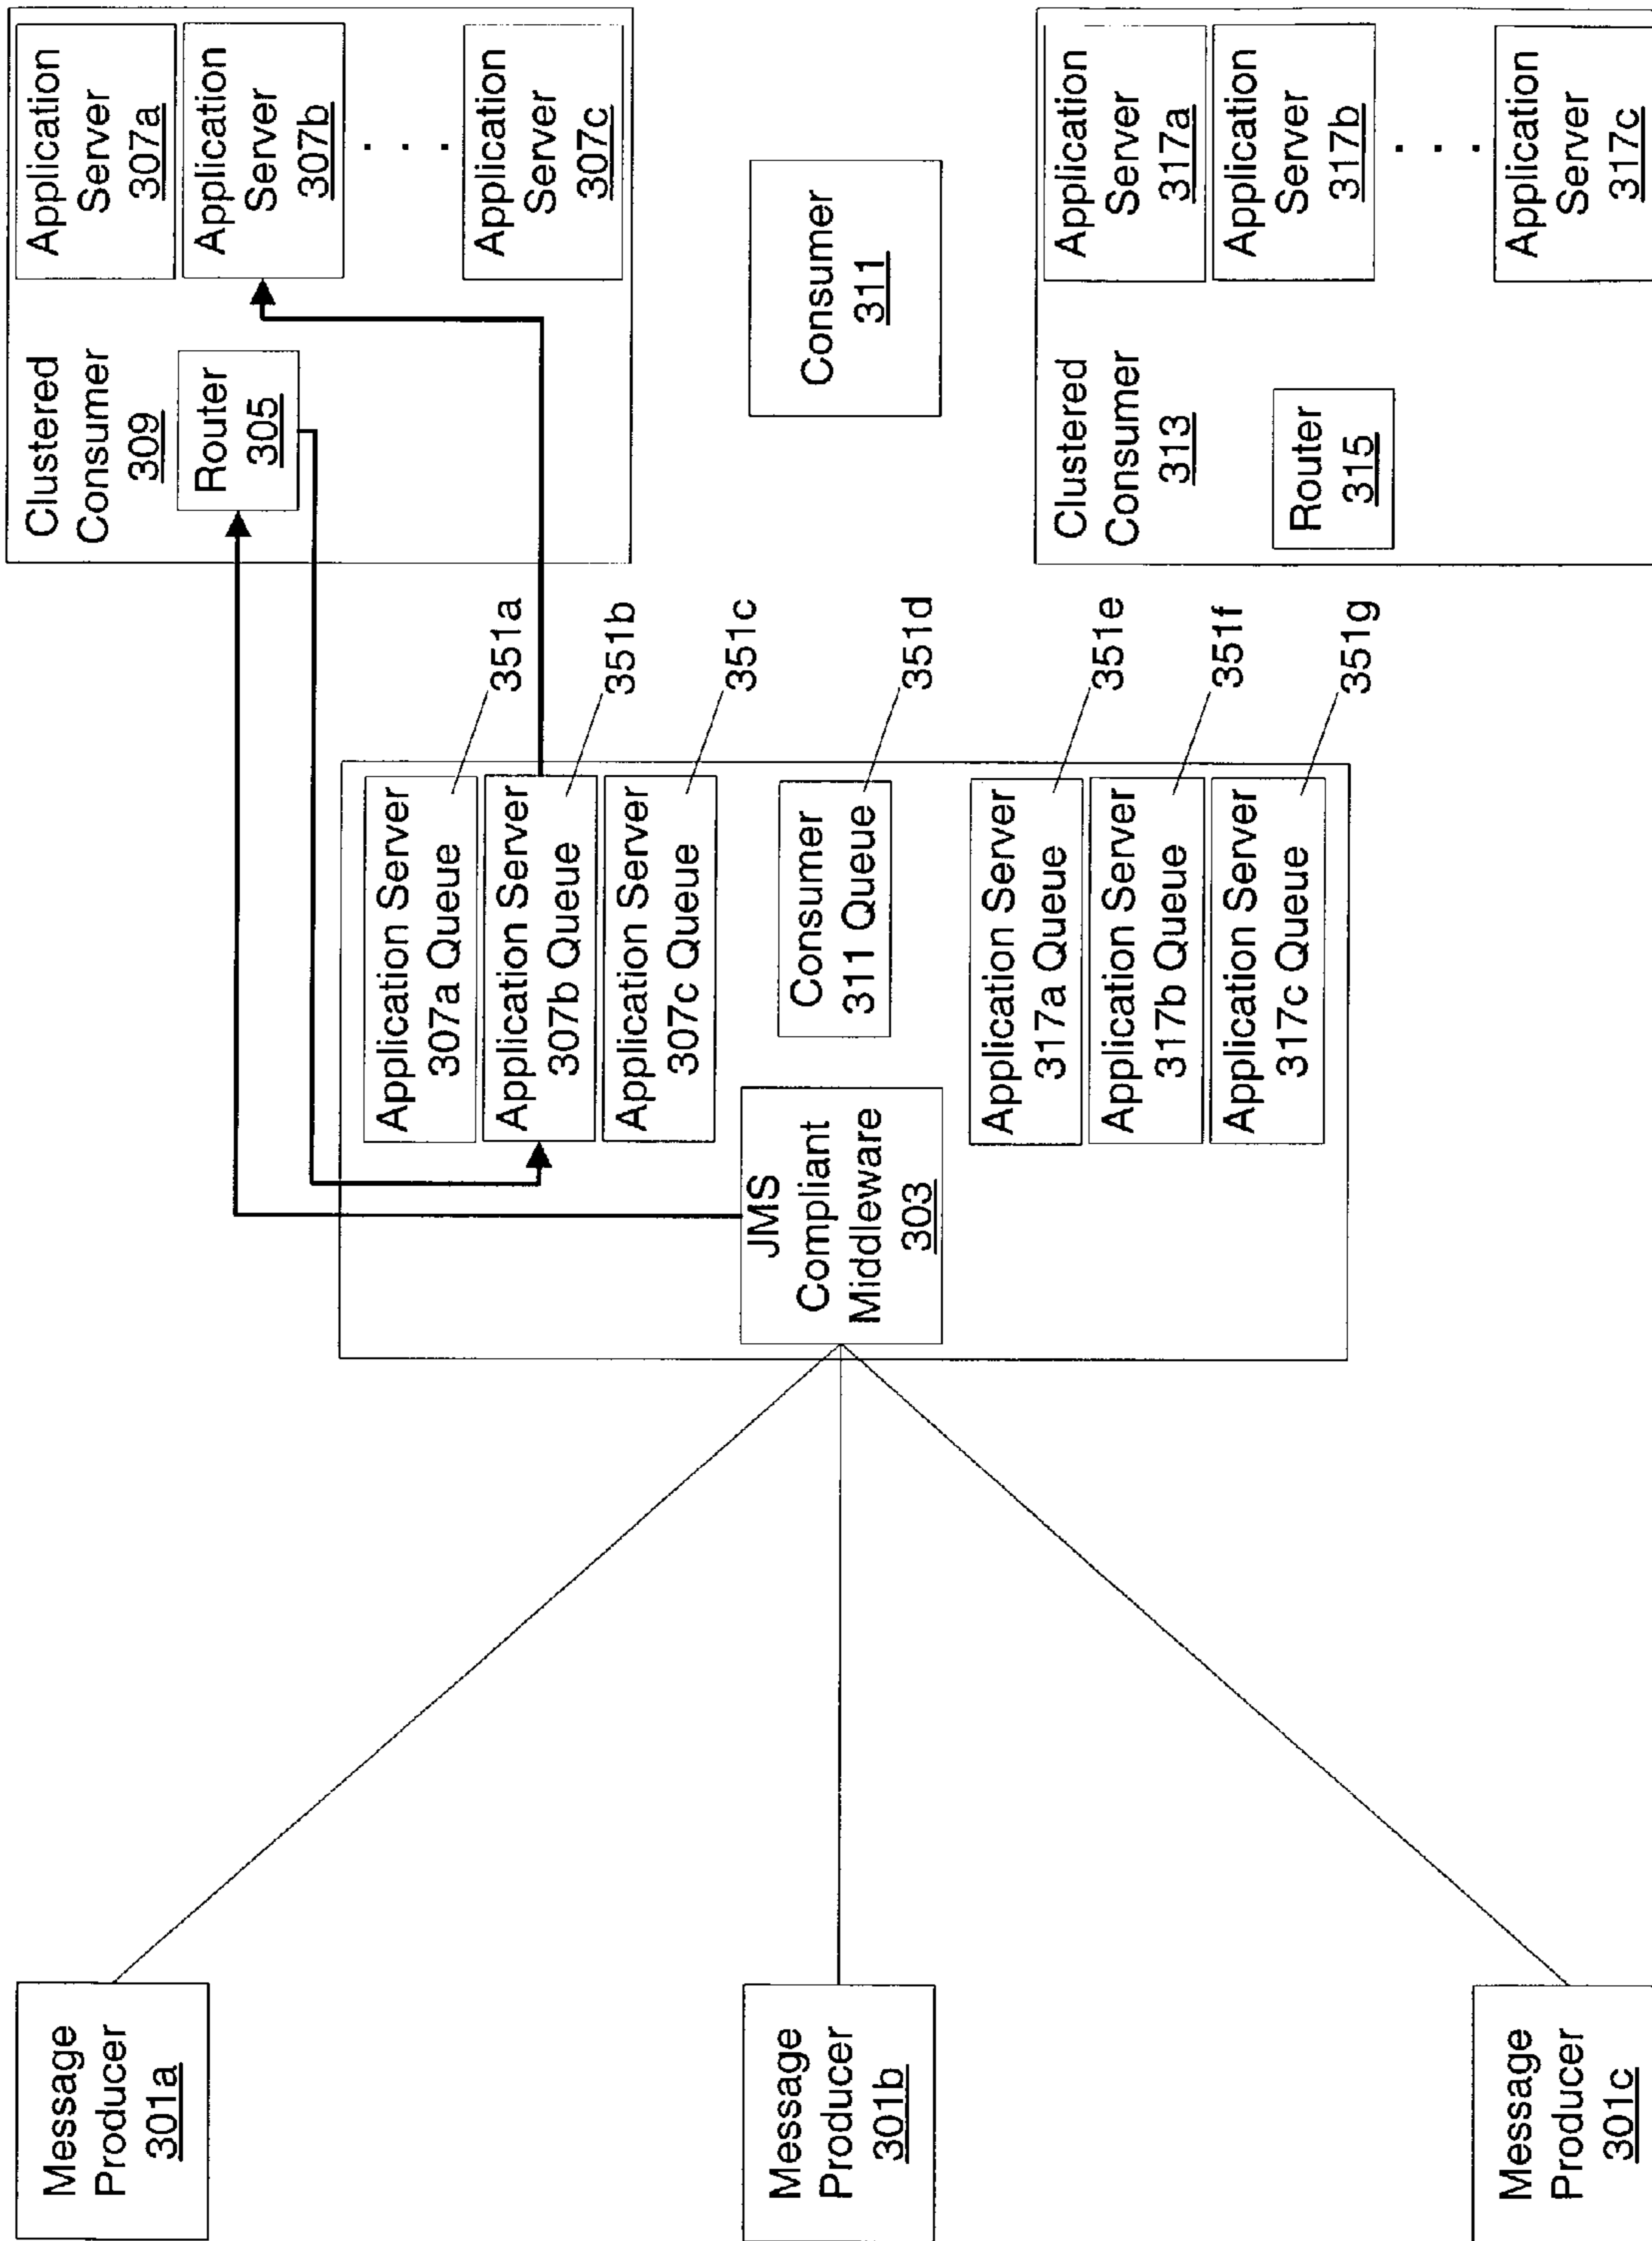 Message
Producer
301a
Message
Producer
301b
Message
Producer
301c
JMS
Compliant
Middleware
303
Application Server
307a Queue
351a
Application Server
307b Queue
351b
Application Server
307c Queue
351c
Consumer
311 Queue
351d
Application Server
317a Queue
351e
Application Server
317b Queue
351f
Application Server
317c Queue
351g
Clustered
Consumer
309
Router
305
Application
Server
307a
Application
Server
307b
. . .
Application
Server
307c
Consumer
311
Clustered
Consumer
313
Router
315
Application
Server
317a
Application
Server
317b
. . .
Application
Server
317c